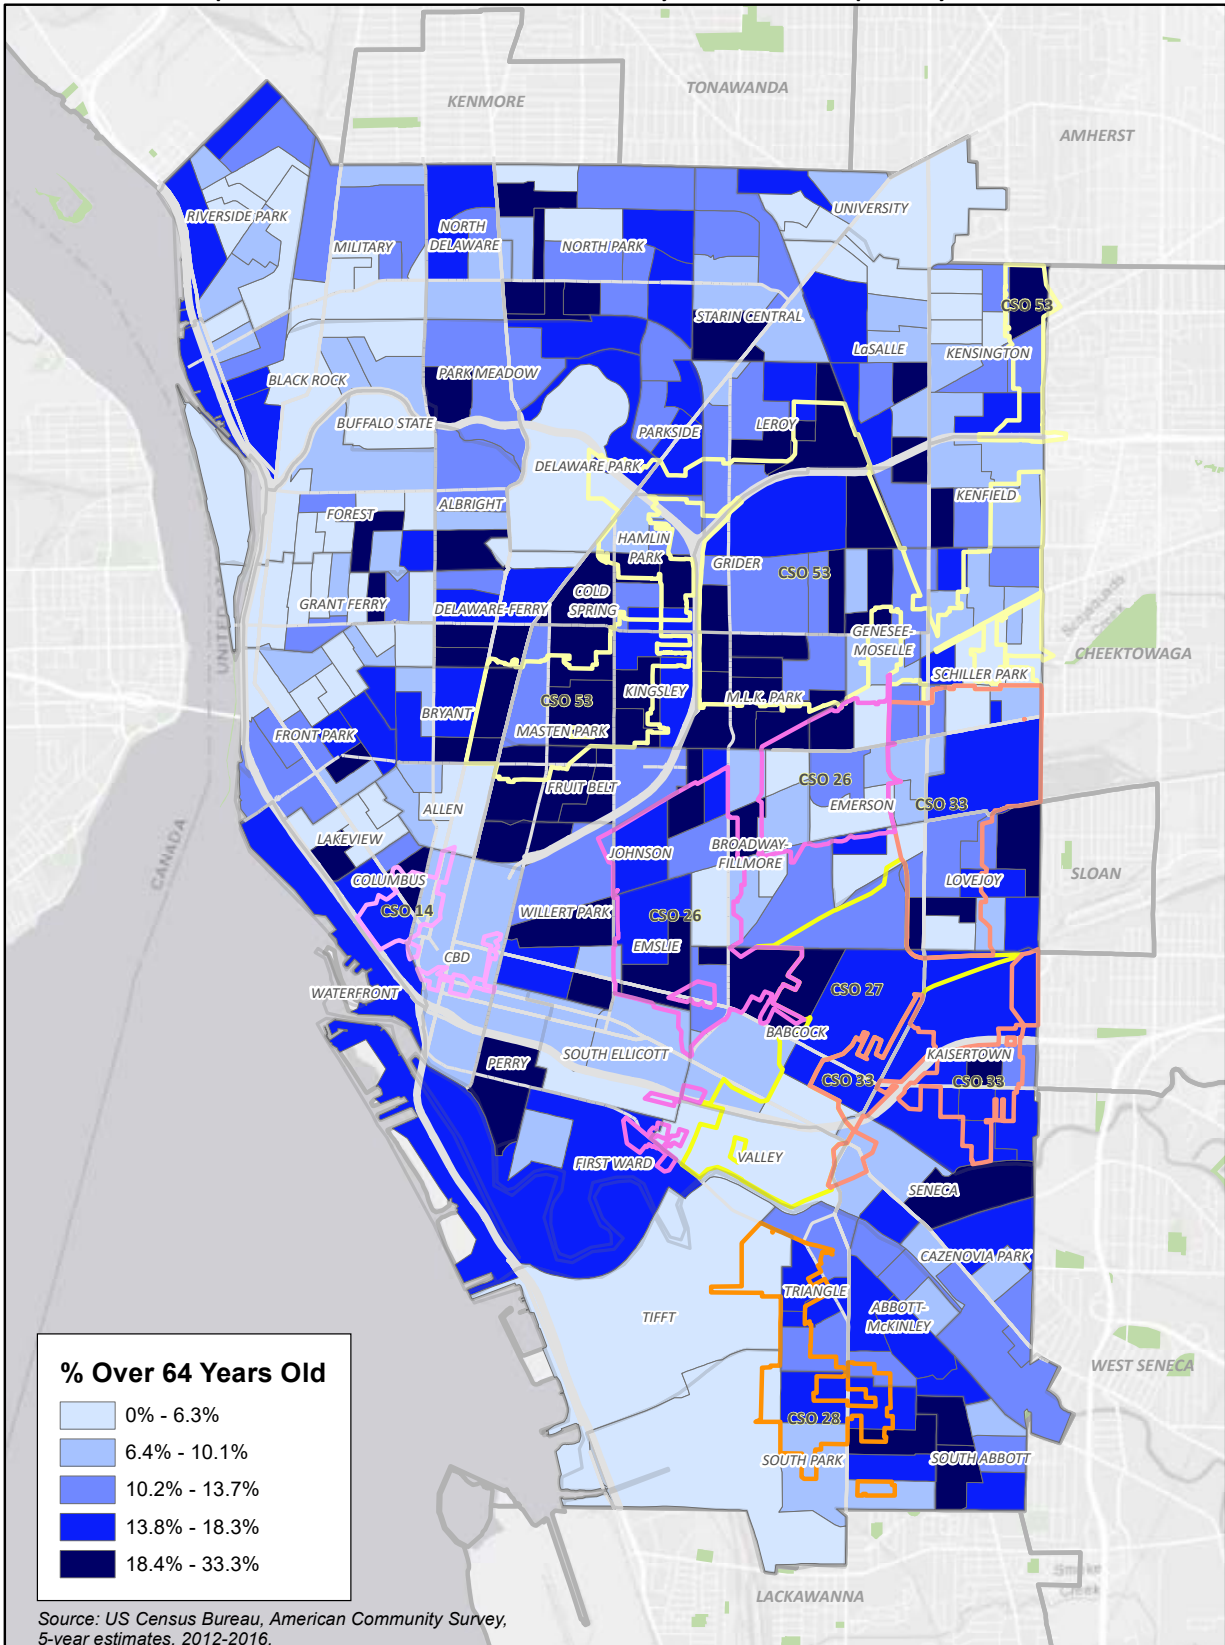 TONAWANDA
KENMORE
AMHERST
UNIVERSITY
RIVERSIDE PARK
NORTH
DELAWARE
MILITARY
NORTH PARK
CSO 53
STARIN CENTRAL
LaSALLE
KENSINGTON
PARK MEADOW
BLACK ROCK
BUFFALO STATE
LEROY
PARKSIDE
DELAWARE PARK
KENFIELD
ALBRIGHT
FOREST
HAMLIN
PARK
GRIDER
CSO 53
COLD
SPRING
GRANT FERRY
DELAWARE-FERRY
GENESEE-
MOSELLE
CHEEKTOWAGA
SCHILLER PARK
KINGSLEY
M.L.K. PARK
CSO 53
BRYANT
MASTEN PARK
FRONT PARK
CSO 26
FRUIT BELT
EMERSON
CSO 33
ALLEN
LAKEVIEW
BROADWAY-
FILLMORE
JOHNSON
CANADA
SLOAN
COLUMBUS
LOVEJOY
CSO 14
WILLERT PARK
CSO 26
EMSLIE
CBD
CSO 27
WATERFRONT
BABCOCK
SOUTH ELLICOTT
KAISERTOWN
PERRY
CSO 33
CSO 33
VALLEY
FIRST WARD
SENECA
CAZENOVIA PARK
TRIANGLE
ABBOTT-
McKINLEY
TIFFT
WEST SENECA
CSO 28
SOUTH PARK
SOUTH ABBOTT
LACKAWANNA
% Over 64 Years Old
0% - 6.3%
6.4% - 10.1%
10.2% - 13.7%
13.8% - 18.3%
18.4% - 33.3%
Source: US Census Bureau, American Community Survey,
5-year estimates, 2012-2016.